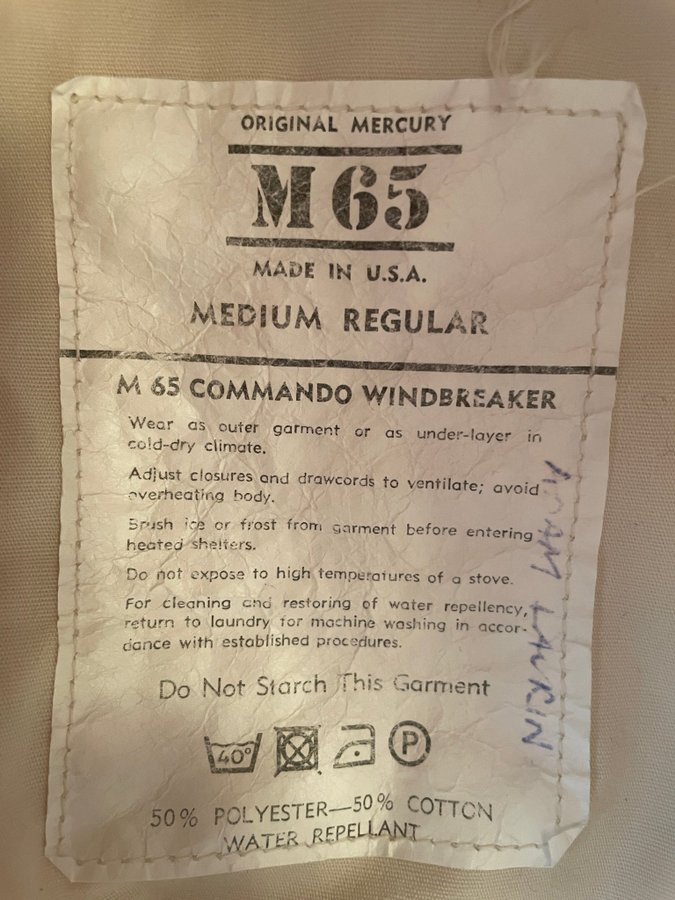 ORIGINAL MERCURY
M 65
MADE IN U.S.A.
MEDIUM REGULAR
M 65 COMMANDO WINDBREAKER
Wear as outer garment or as under-layer in
cold-dry climate.
Adjust closures and drawcords to ventilate; avoid
overheating body.
Brush ice or frost from garment before entering
heated shelters.
Do not expose to high temperatures of a stove.
For cleaning and restoring of water repellency,
return to laundry for machine washing in accor-
dance with established procedures.
Do Not Starch This Garment
40° P
50% POLYESTER—50% COTTON
WATER REPELLANT